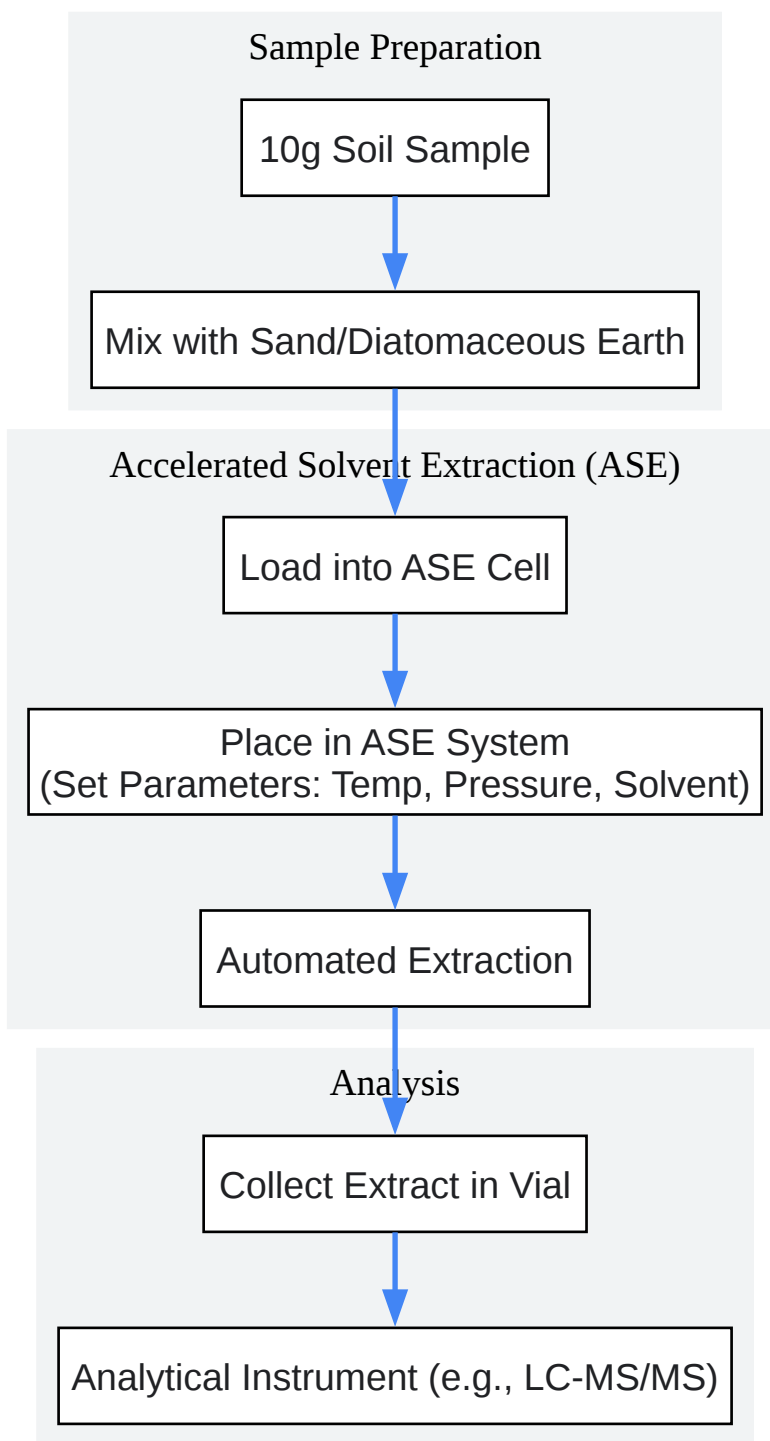 Sample Preparation
10g Soil Sample
Mix with Sand/Diatomaceous Earth
Accelerated Solvent Extraction (ASE)
Load into ASE Cell
Place in ASE System
(Set Parameters: Temp, Pressure, Solvent)
Automated Extraction
Analysis
Collect Extract in Vial
Analytical Instrument (e.g., LC-MS/MS)